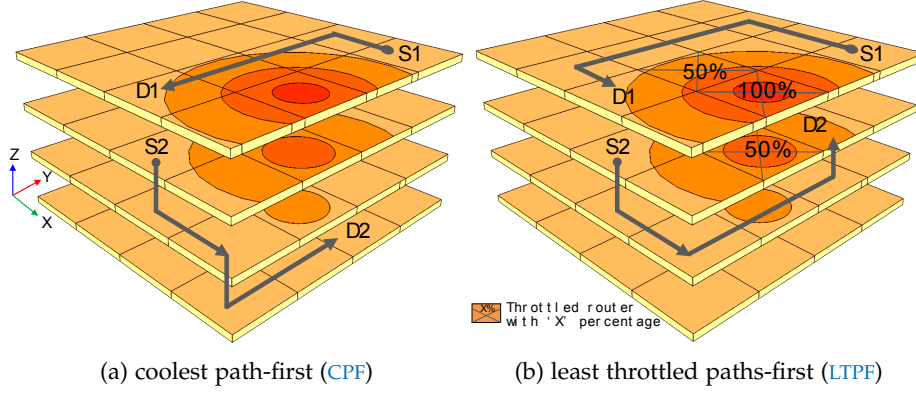 S1
D1
S2
D2
Z
Y
X
(a) coolest path-first (CPF)
S1
50%
D1
100%
D2
S2
50%
X%
Throttled router
with 'X' percentage
(b) least throttled paths-first (LTPF)